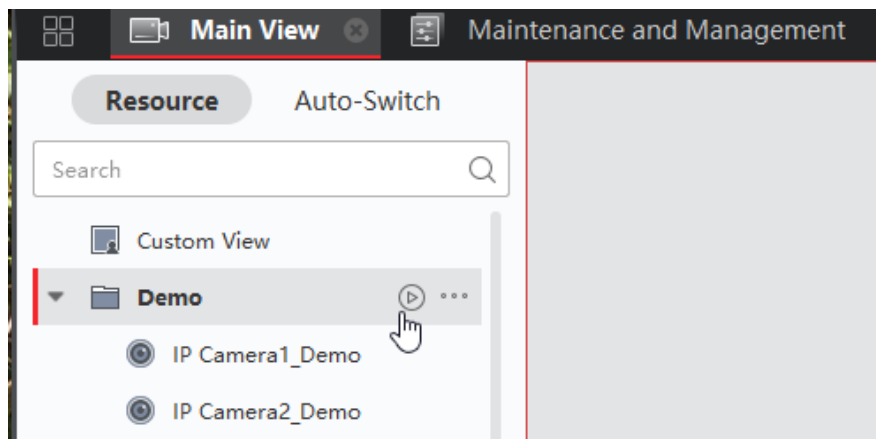 Main View Maintenance and Management
Resource Auto-Switch
Search
Custom View
Demo
IP Camera1_Demo
IP Camera2_Demo